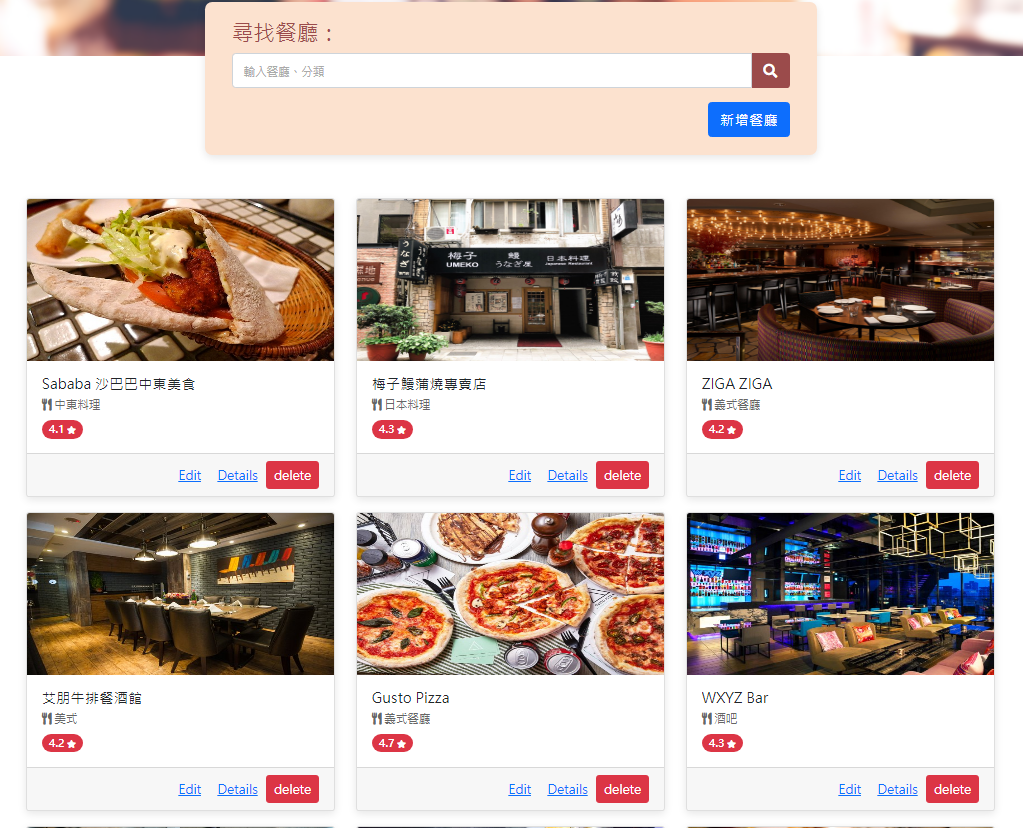 尋找餐廳：
輸入餐廳、分類
新增餐廳
梅子 鰻 日本料理
UMEKO うなぎ屋 Japanese Restaurant
Sababa 沙巴巴中東美食
中東料理
4.1
Edit Details delete
梅子鰻蒲燒專賣店
日本料理
4.3
Edit Details delete
ZIGA ZIGA
義式餐廳
4.2
Edit Details delete
艾朋牛排餐酒館
美式
4.2
Edit Details delete
Gusto Pizza
義式餐廳
4.7
Edit Details delete
WXYZ Bar
酒吧
4.3
Edit Details delete